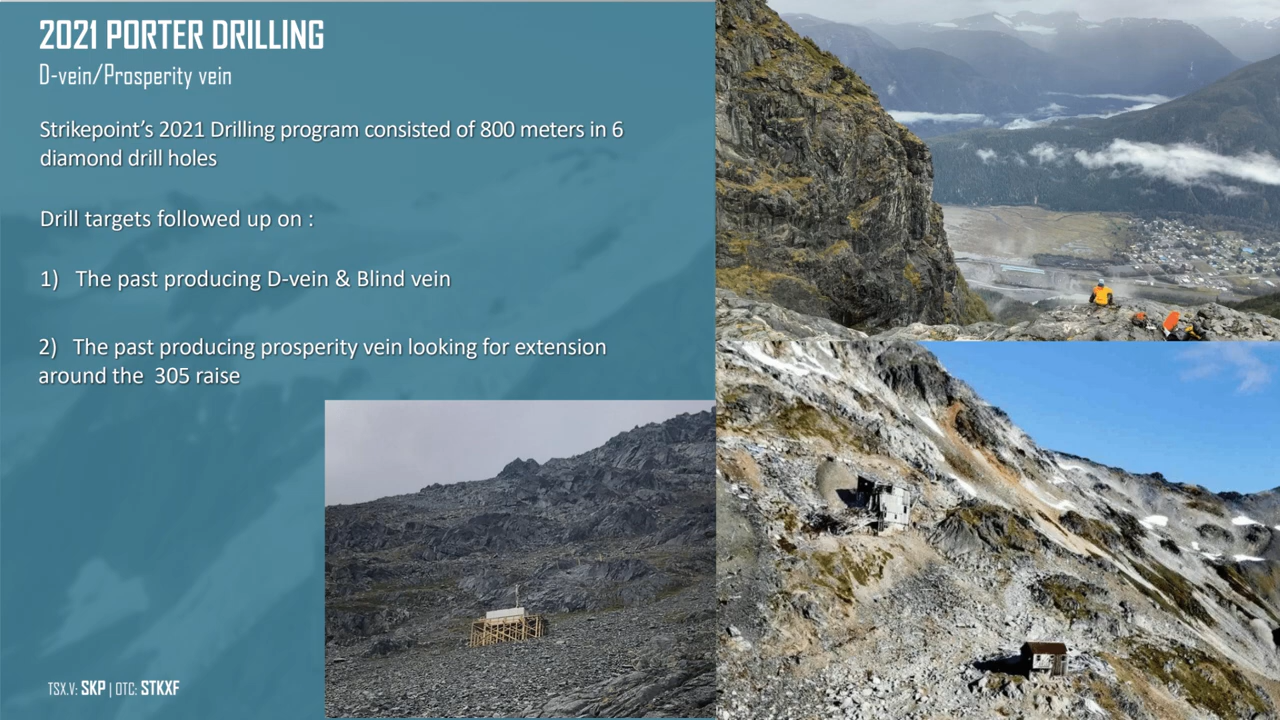 2021 PORTER DRILLING
D-vein/Prosperity vein
Strikepoint's 2021 Drilling program consisted of 800 meters in 6
diamond drill holes
Drill targets followed up on :
1) The past producing D-vein & Blind vein
2) The past producing prosperity vein looking for extension
around the 305 raise
TSX.V: SKP | OTC: STKXF